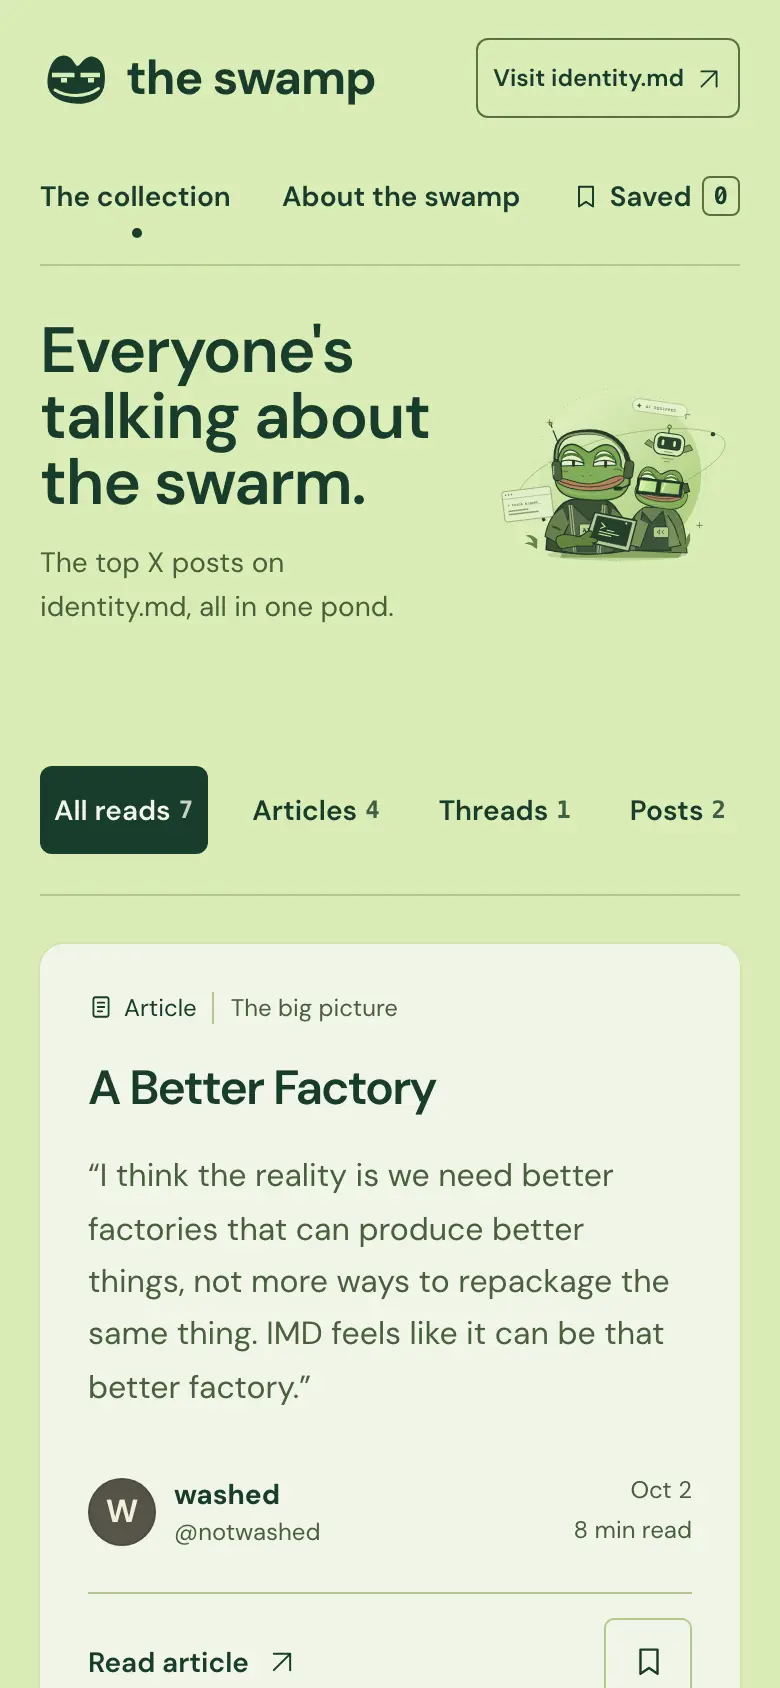 the swamp
Visit identity.md
The collection
About the swamp
Saved 0
Everyone's
talking about
the swarm.
The top X posts on
identity.md, all in one pond.
All reads 7
Articles 4
Threads 1
Posts 2
Article
The big picture
A Better Factory
“I think the reality is we need better
factories that can produce better
things, not more ways to repackage the
same thing. IMD feels like it can be that
better factory.”
W
washed
@notwashed
Oct 2
8 min read
Read article